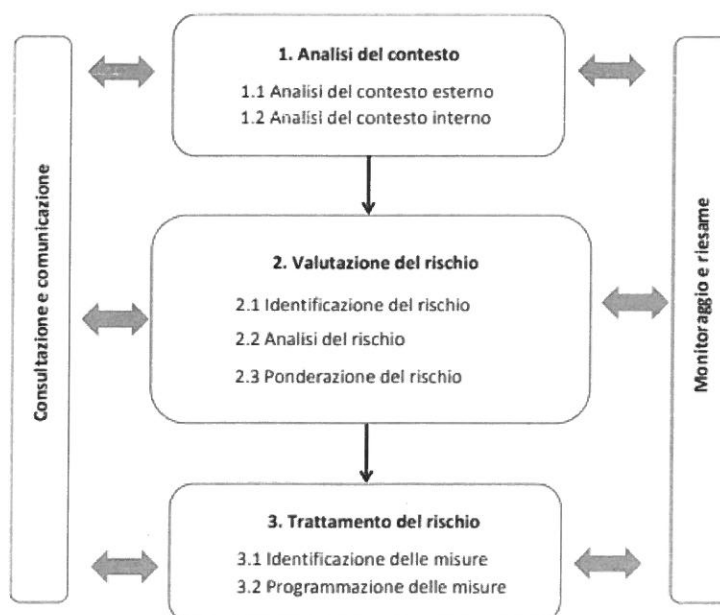 1. Analisi del contesto
1.1 Analisi del contesto esterno
1.2 Analisi del contesto interno
Consultazione e comunicazione
2. Valutazione del rischio
2.1 Identificazione del rischio
2.2 Analisi del rischio
2.3 Ponderazione del rischio
Monitoraggio e riesame
3. Trattamento del rischio
3.1 Identificazione delle misure
3.2 Programmazione delle misure